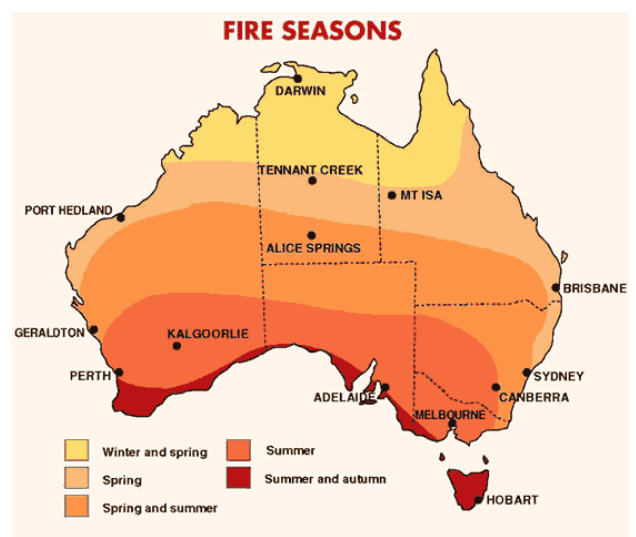 FIRE SEASONS
DARWIN
TENNANT CREEK
MT ISA
PORT HEDLAND
ALICE SPRINGS
BRISBANE
GERALDTON
KALGOORLIE
PERTH
SYDNEY
ADELAIDE
CANBERRA
MELBOURNE
Winter and spring
Summer
Spring
Summer and autumn
Spring and summer
HOBART